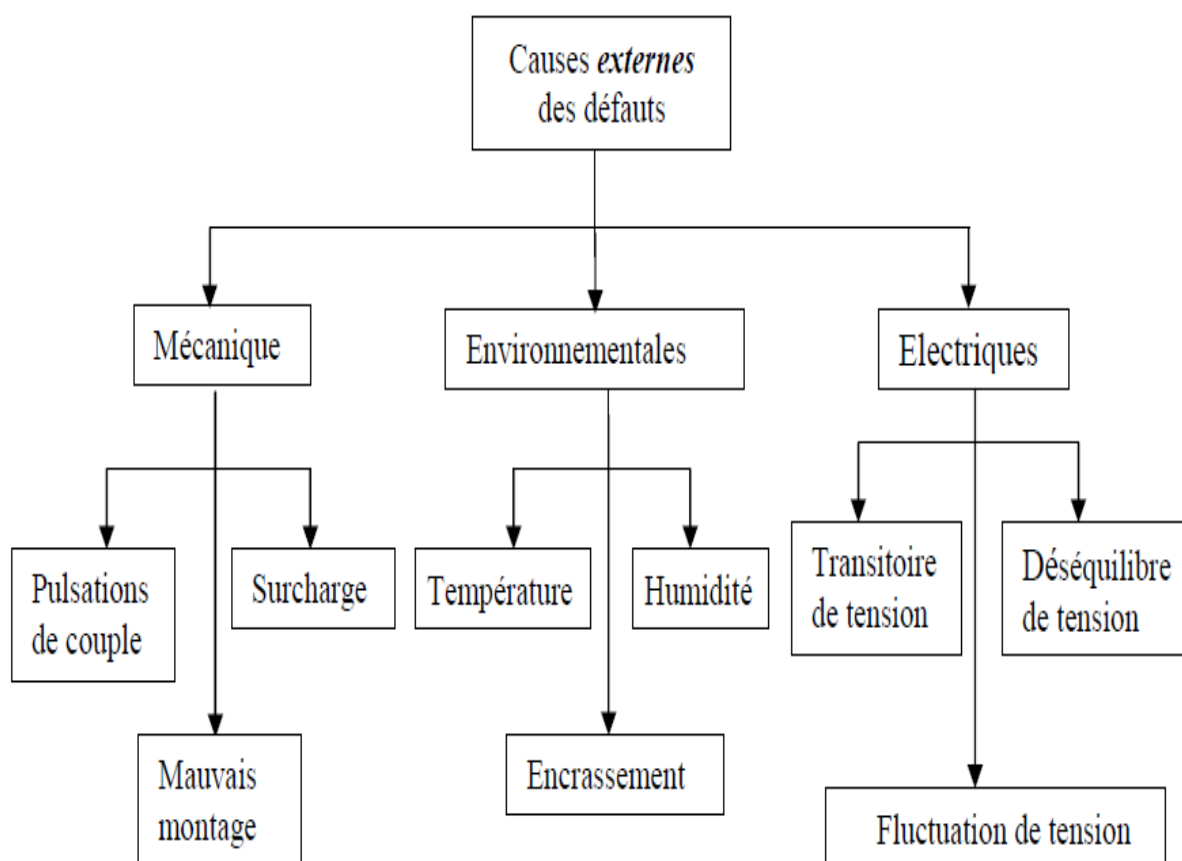 Causes externes
des défauts
Mécanique
Environnementales
Electriques
Pulsations
de couple
Surcharge
Température
Humidité
Transitoire
de tension
Déséquilibre
de tension
Mauvais
montage
Encrassement
Fluctuation de tension